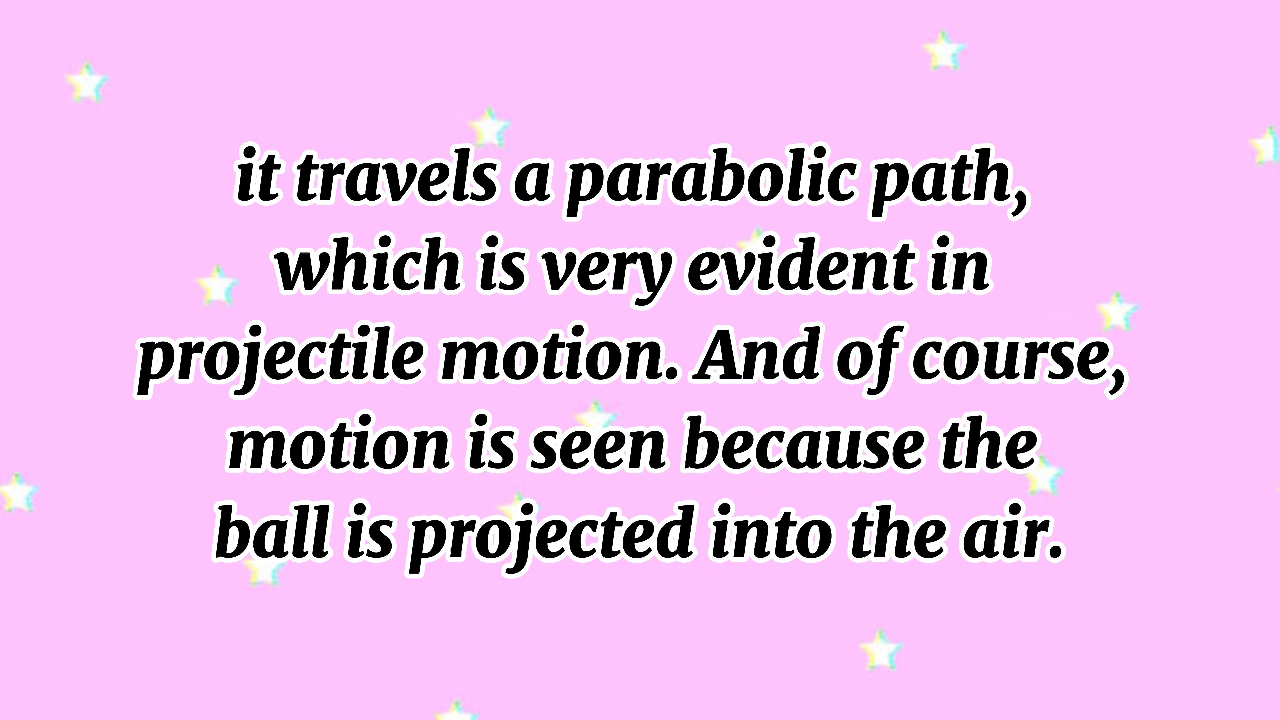 it travels a parabolic path,
which is very evident in
projectile motion. And of course,
motion is seen because the
ball is projected into the air.